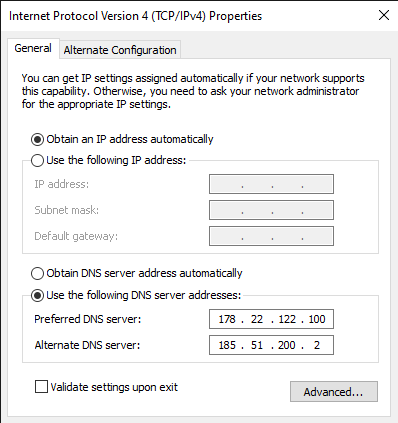 Internet Protocol Version 4 (TCP/IPv4) Properties
General
Alternate Configuration
You can get IP settings assigned automatically if your network supports
this capability. Otherwise, you need to ask your network administrator
for the appropriate IP settings.
Obtain an IP address automatically
Use the following IP address:
IP address:
Subnet mask:
Default gateway:
Obtain DNS server address automatically
Use the following DNS server addresses:
Preferred DNS server: 178 . 22 . 122 . 100
Alternate DNS server: 185 . 51 . 200 . 2
Validate settings upon exit
Advanced...